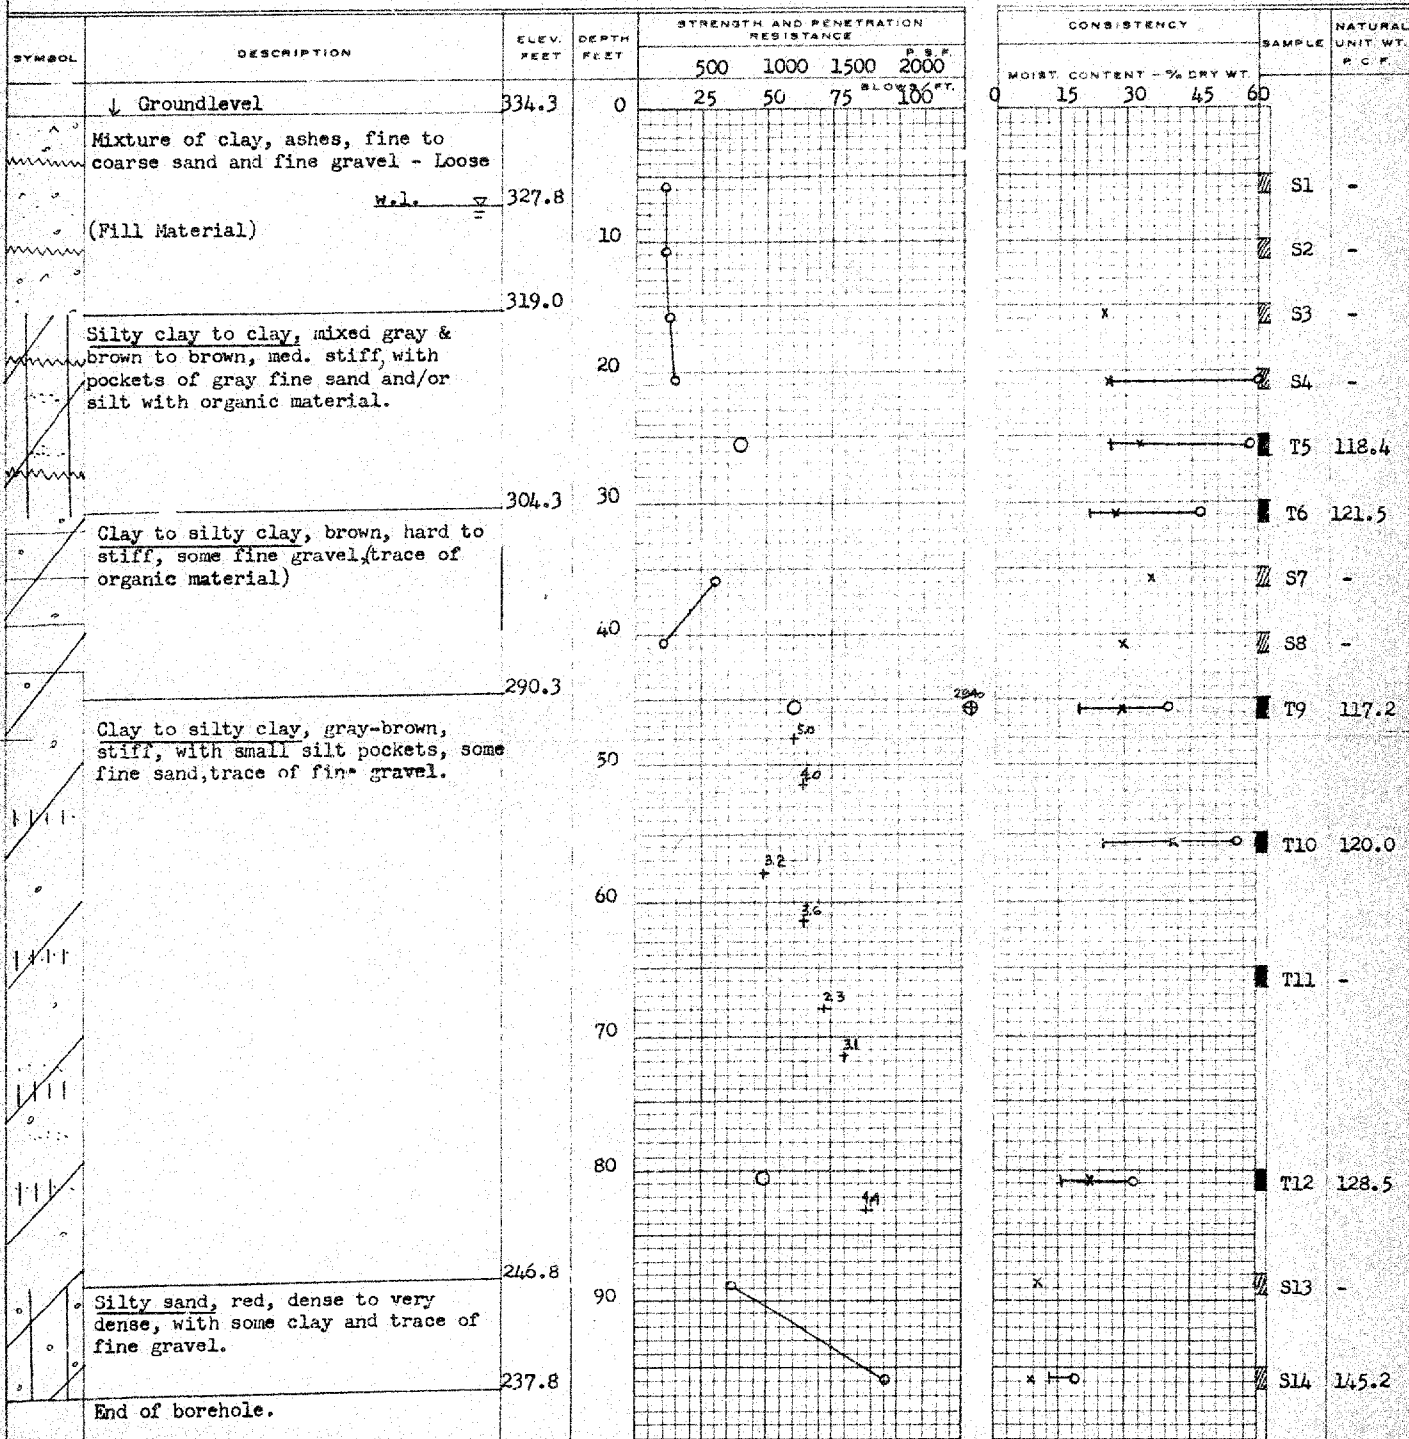 SYMBOL
DESCRIPTION
ELEV. FEET
DEPTH FEET
STRENGTH AND PENETRATION RESISTANCE
P.S.F.
500 1000 1500 2000
BLOWS/FT.
25 50 75 100
CONSISTENCY
MOIST. CONTENT - % DRY WT.
0 15 30 45 60
SAMPLE
NATURAL UNIT WT. P.C.F.
↓ Groundlevel 334.3 0
Mixture of clay, ashes, fine to
coarse sand and fine gravel - Loose
S1 -
w.l. 327.8
(Fill Material)
10
S2 -
319.0
S3 -
Silty clay to clay, mixed gray &
brown to brown, med. stiff, with
pockets of gray fine sand and/or
silt with organic material.
20
S4 -
T5 118.4
304.3 30
T6 121.5
Clay to silty clay, brown, hard to
stiff, some fine gravel, (trace of
organic material)
S7 -
40
S8 -
290.3
2840
T9 117.2
Clay to silty clay, gray-brown,
stiff, with small silt pockets, some
fine sand, trace of fine gravel.
5.0
50
4.0
T10 120.0
3.2
60
3.6
T11 -
2.3
70
3.1
80
T12 128.5
4.4
246.8
90
S13 -
Silty sand, red, dense to very
dense, with some clay and trace of
fine gravel.
237.8
S14 145.2
End of borehole.